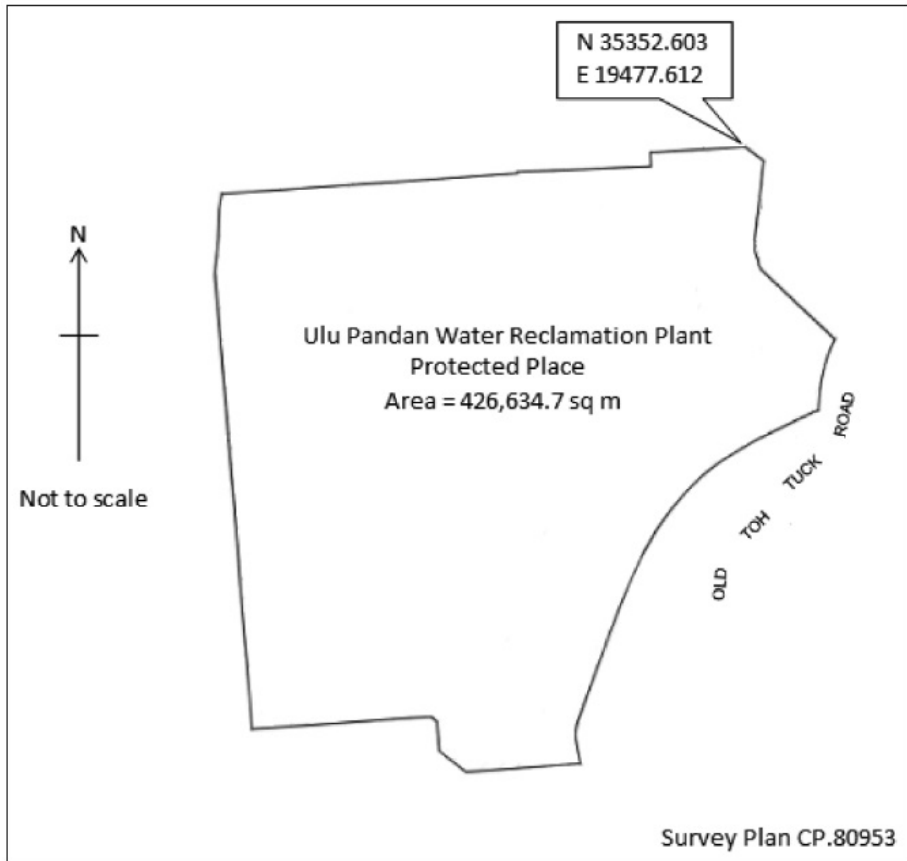 N 35352.603
E 19477.612
N
Ulu Pandan Water Reclamation Plant
Protected Place
Area = 426,634.7 sq m
Not to scale
OLD TOH TUCK ROAD
Survey Plan CP.80953